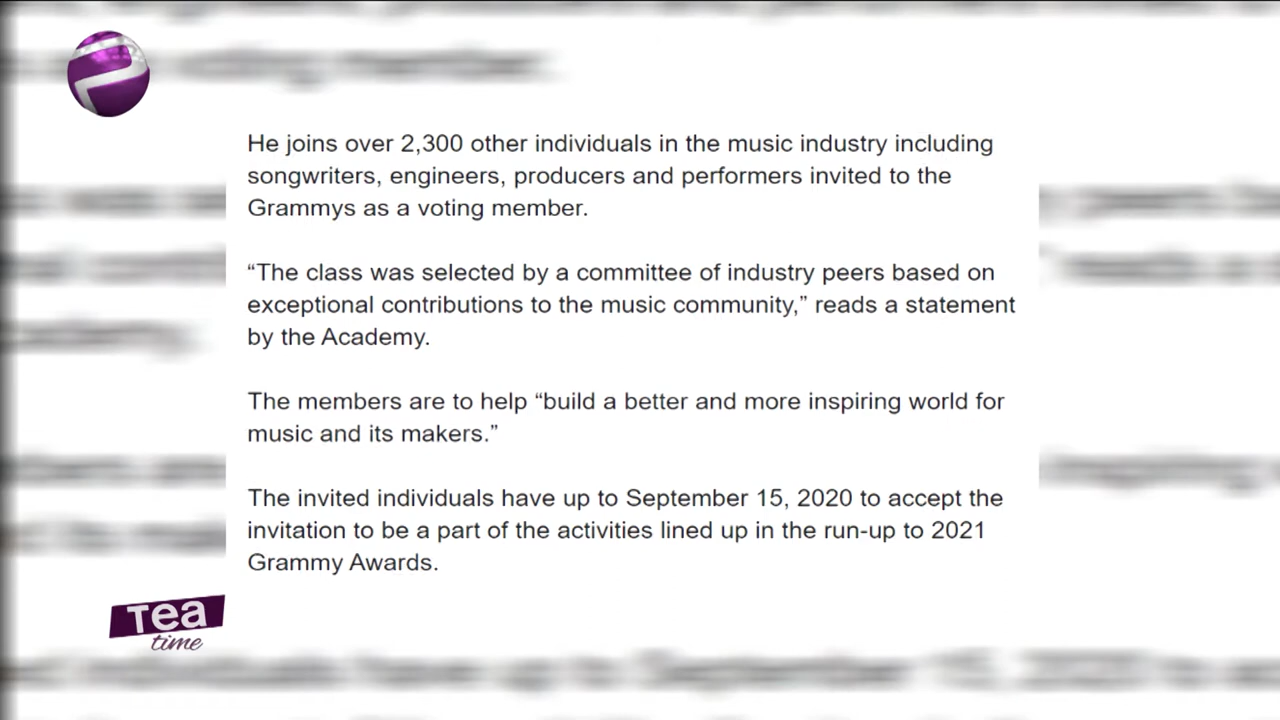 He joins over 2,300 other individuals in the music industry including
songwriters, engineers, producers and performers invited to the
Grammys as a voting member.
“The class was selected by a committee of industry peers based on
exceptional contributions to the music community,” reads a statement
by the Academy.
The members are to help “build a better and more inspiring world for
music and its makers.”
The invited individuals have up to September 15, 2020 to accept the
invitation to be a part of the activities lined up in the run-up to 2021
Grammy Awards.
Tea
time